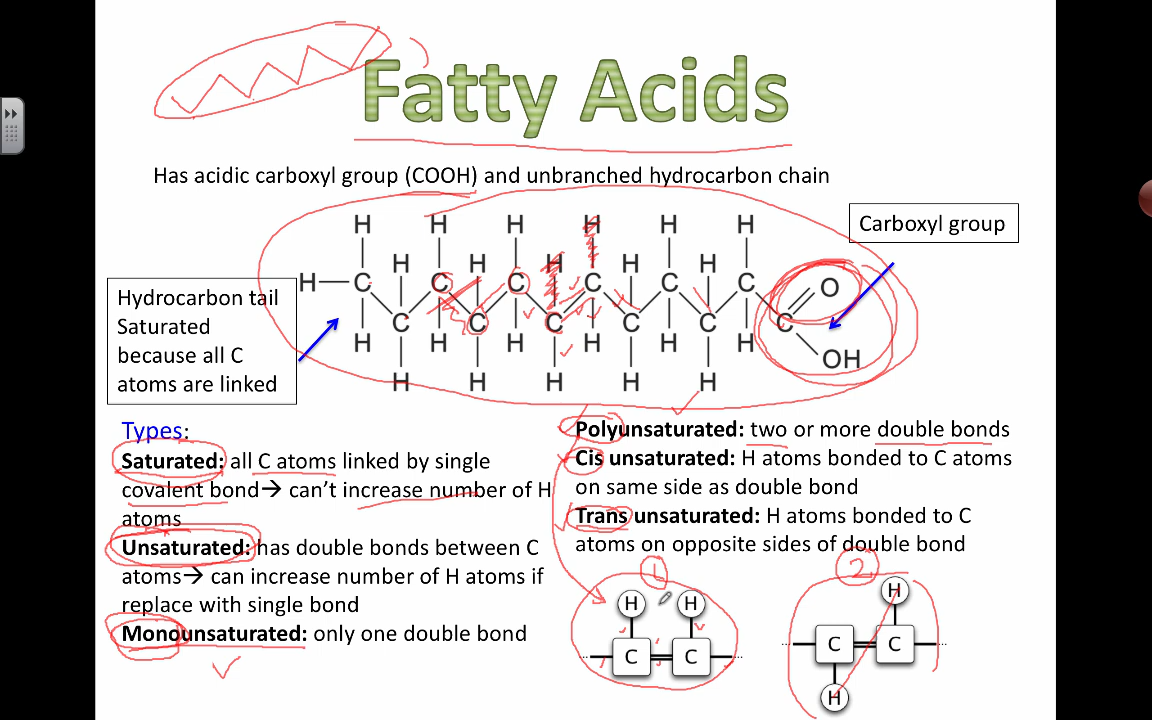 Fatty Acids
Has acidic carboxyl group (COOH) and unbranched hydrocarbon chain
Carboxyl group
H H H H H H
H H H H H
H C C C C C C O
C C C C C C
H H H H H H OH
H H H H H
Hydrocarbon tail
Saturated
because all C
atoms are linked
Types:
Saturated: all C atoms linked by single
covalent bond→ can't increase number of H
atoms
Unsaturated: has double bonds between C
atoms→ can increase number of H atoms if
replace with single bond
Monounsaturated: only one double bond
Polyunsaturated: two or more double bonds
Cis unsaturated: H atoms bonded to C atoms
on same side as double bond
Trans unsaturated: H atoms bonded to C
atoms on opposite sides of double bond
1
H H
C C
2
H
C C
H